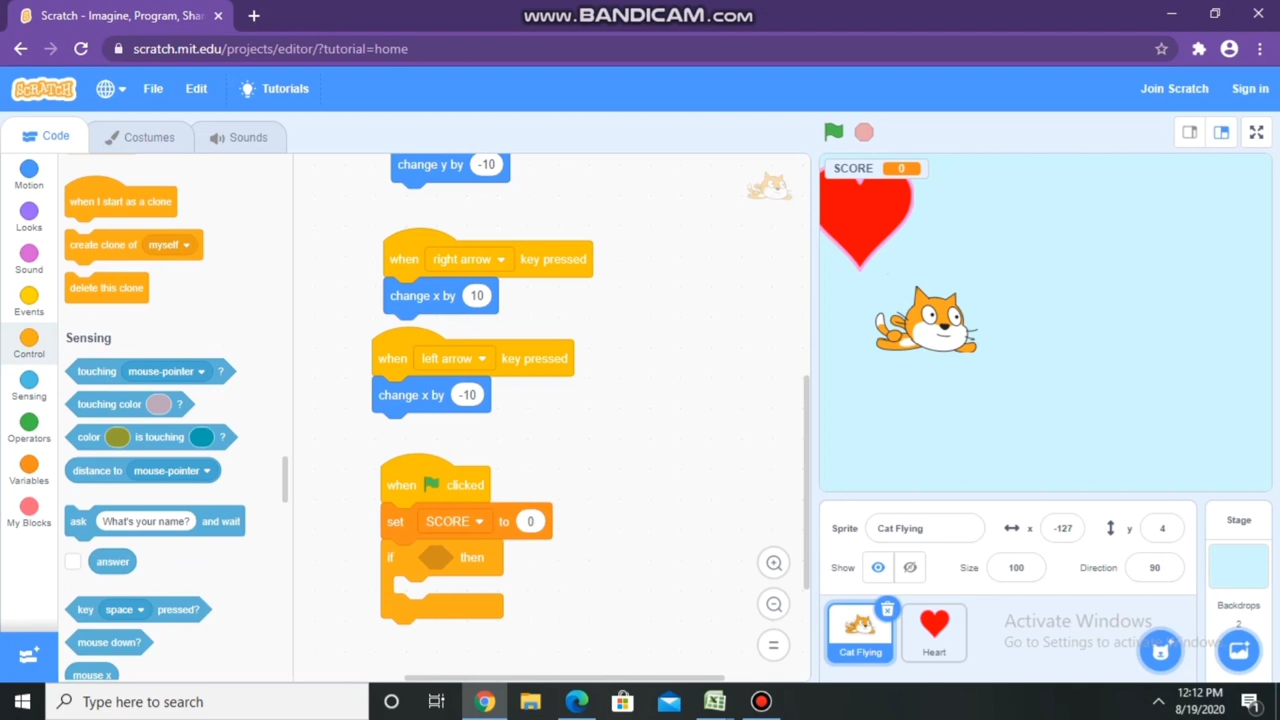 Scratch - Imagine, Program, Shar
www.BANDICAM.com
scratch.mit.edu/projects/editor/?tutorial=home
SCRATCH
File
Edit
Tutorials
Join Scratch
Sign in
Code
Costumes
Sounds
Motion
Looks
Sound
Events
Control
Sensing
Operators
Variables
My Blocks
when I start as a clone
create clone of myself
delete this clone
Sensing
touching mouse-pointer ?
touching color ?
color is touching ?
distance to mouse-pointer
ask What's your name? and wait
answer
key space pressed?
mouse down?
mouse x
change y by -10
when right arrow key pressed
change x by 10
when left arrow key pressed
change x by -10
when clicked
set SCORE to 0
if then
SCORE 0
Sprite Cat Flying x -127 y 4
Show Size 100 Direction 90
Cat Flying
Heart
Stage
Backdrops
2
Activate Windows
Go to Settings to activate Windows
Type here to search
12:12 PM
8/19/2020
1